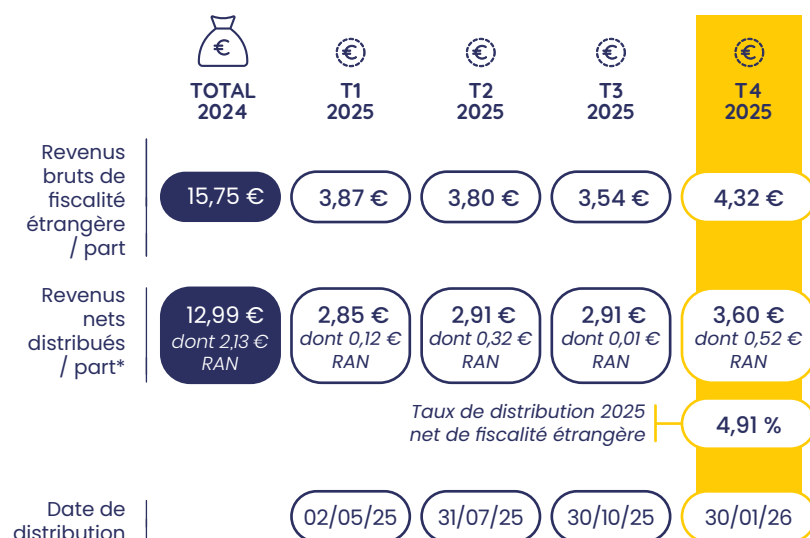 TOTAL
2024
T1
2025
T2
2025
T3
2025
T4
2025
Revenus
bruts de
fiscalité
étrangère
/ part
15,75 €
3,87 €
3,80 €
3,54 €
4,32 €
Revenus
nets
distribués
/ part*
12,99 €
dont 2,13 €
RAN
2,85 €
dont 0,12 €
RAN
2,91 €
dont 0,32 €
RAN
2,91 €
dont 0,01 €
RAN
3,60 €
dont 0,52 €
RAN
Taux de distribution 2025
net de fiscalité étrangère
4,91 %
Date de
distribution
02/05/25
31/07/25
30/10/25
30/01/26